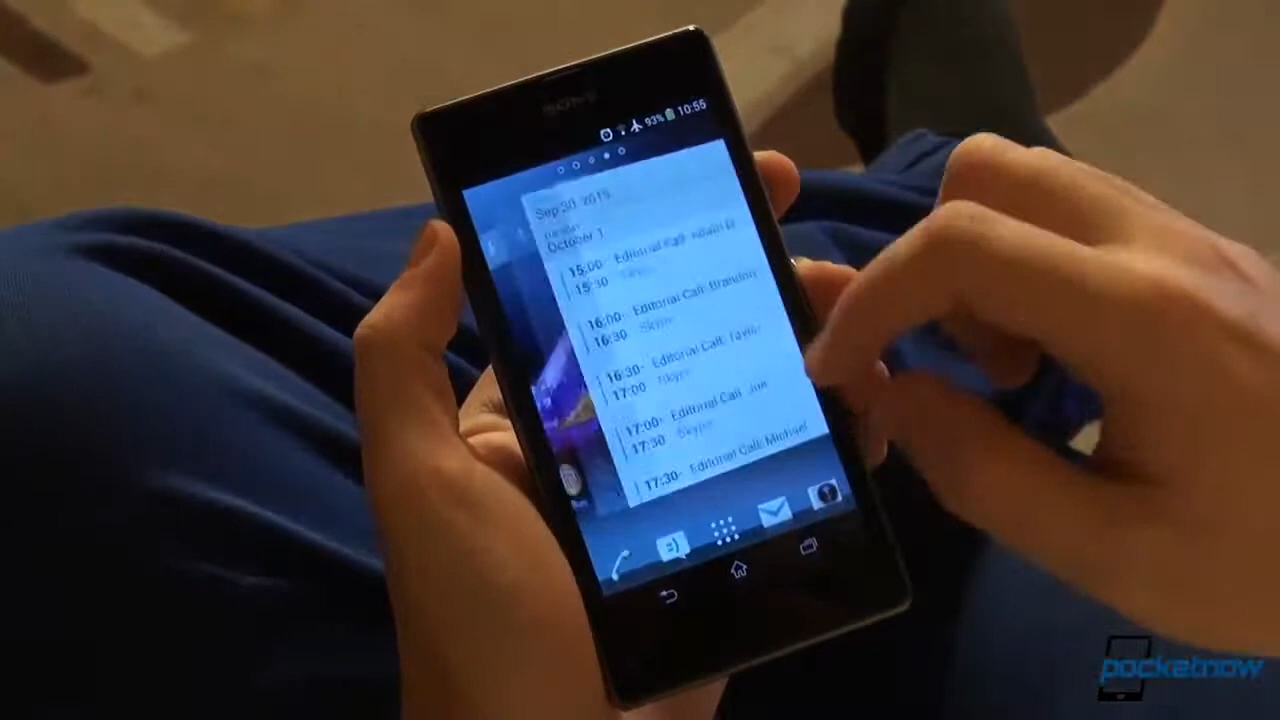 SONY
93% 10:55
Sep 30, 2013
Tuesday
October 1
15:00- Editorial Call: Adam D
15:30 Skype
16:00- Editorial Call: Brandon
16:30 Skype
16:30- Editorial Call: Taylor
17:00 Skype
17:00- Editorial Call: Joe
17:30 Skype
17:30- Editorial Call: Michael
pocketnow